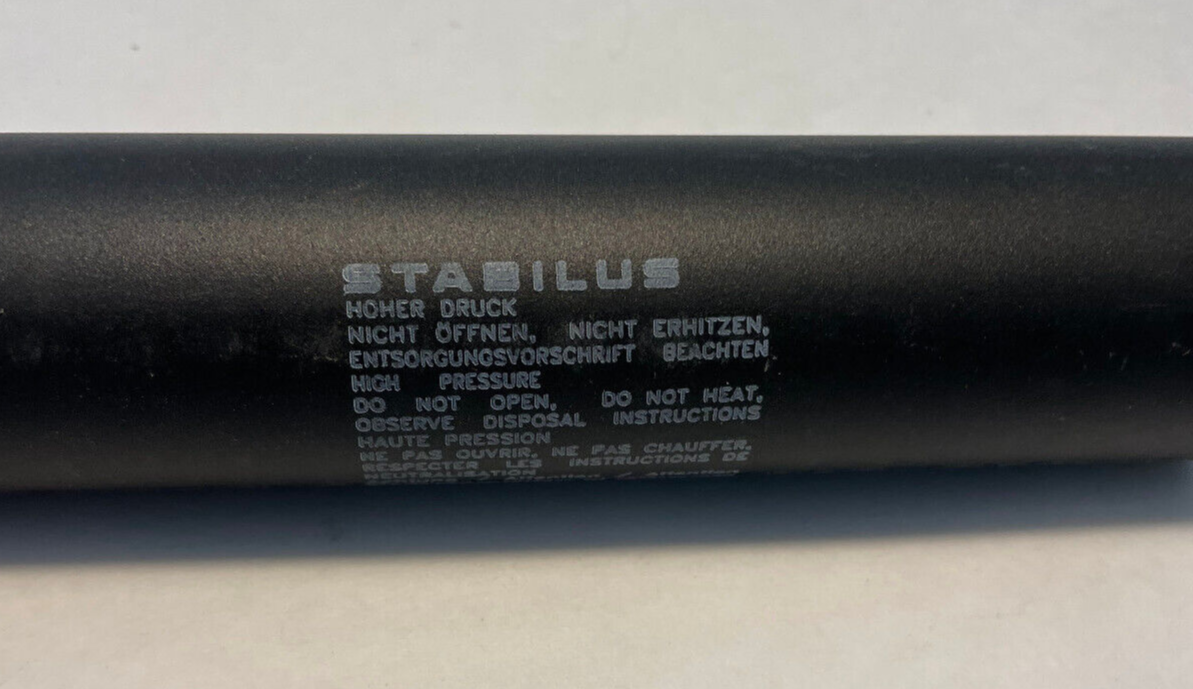 STABILUS
HOHER DRUCK
NICHT ÖFFNEN, NICHT ERHITZEN,
ENTSORGUNGSVORSCHRIFT BEACHTEN
HIGH PRESSURE
DO NOT OPEN, DO NOT HEAT,
OBSERVE DISPOSAL INSTRUCTIONS
HAUTE PRESSION
NE PAS OUVRIR, NE PAS CHAUFFER,
RESPECTER LES INSTRUCTIONS DE